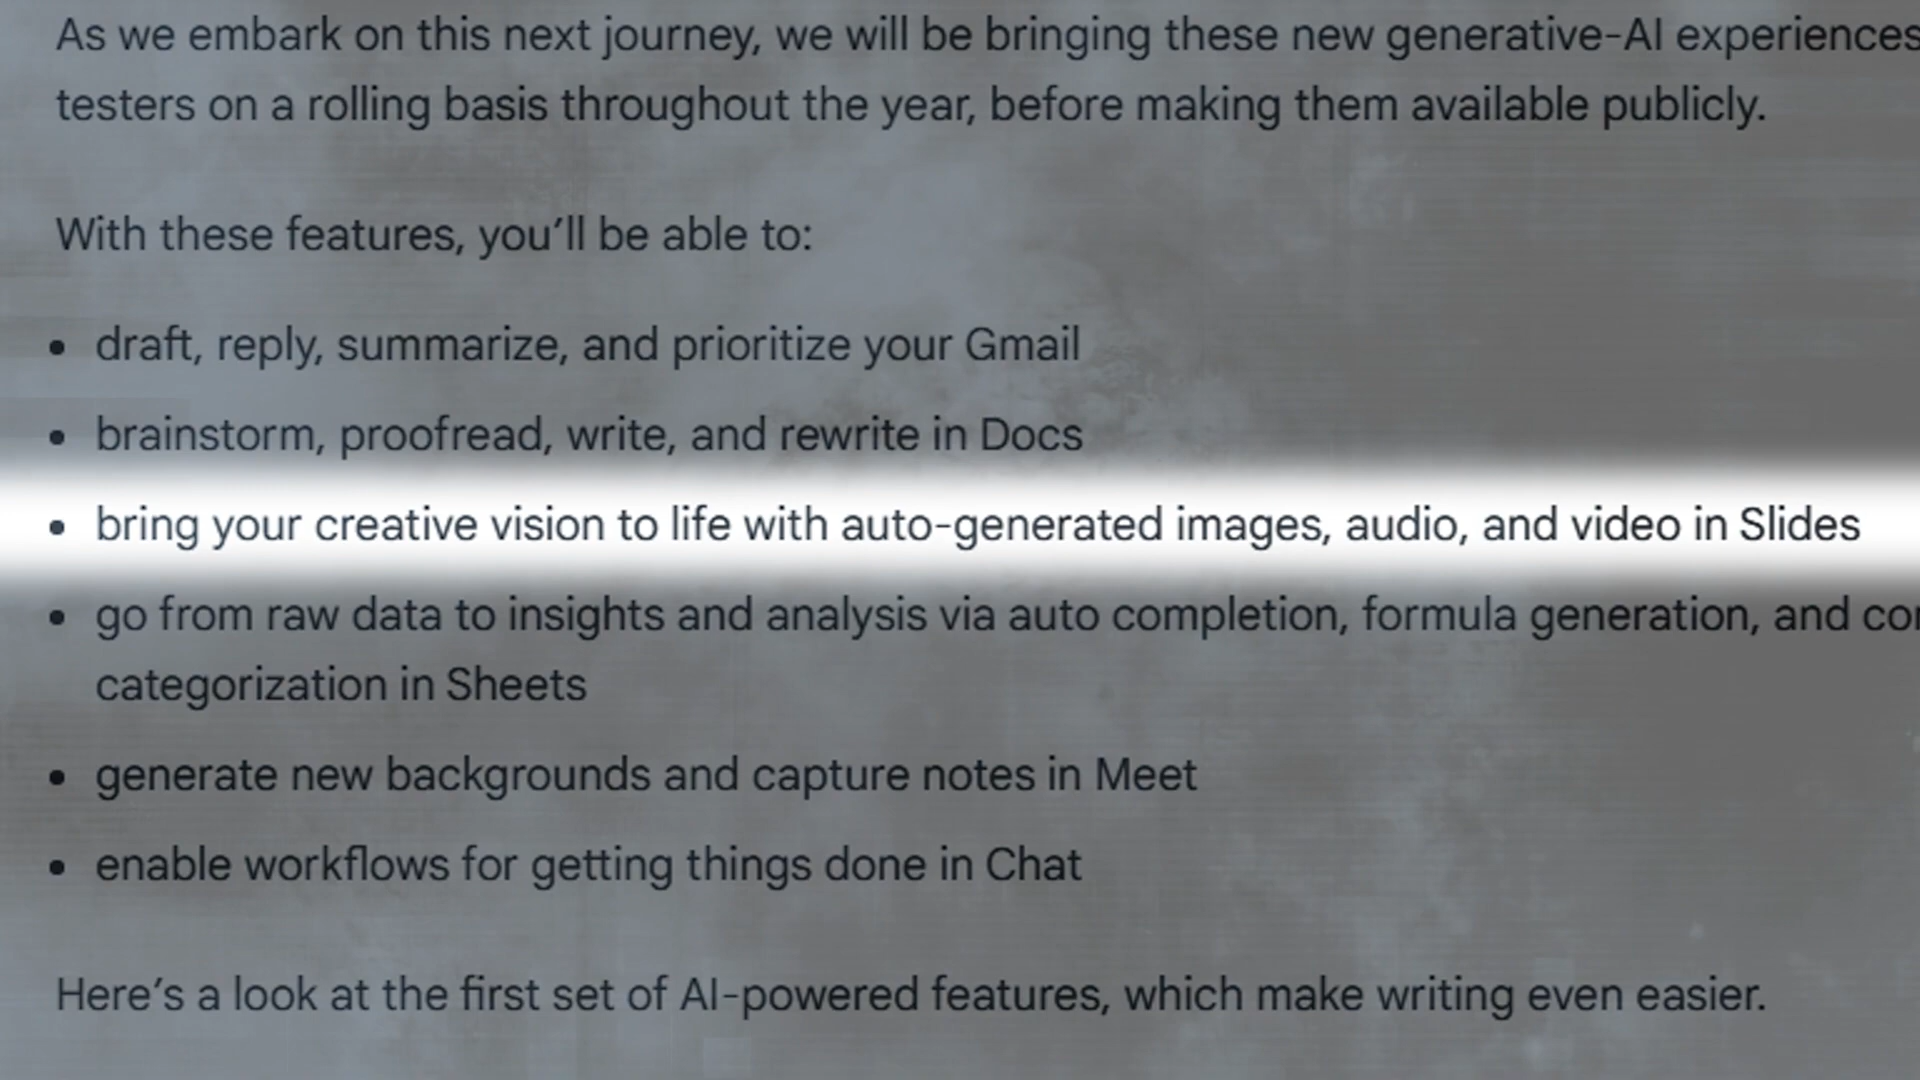 As we embark on this next journey, we will be bringing these new generative-AI experiences
testers on a rolling basis throughout the year, before making them available publicly.
With these features, you’ll be able to:
• draft, reply, summarize, and prioritize your Gmail
• brainstorm, proofread, write, and rewrite in Docs
• bring your creative vision to life with auto-generated images, audio, and video in Slides
• go from raw data to insights and analysis via auto completion, formula generation, and
categorization in Sheets
• generate new backgrounds and capture notes in Meet
• enable workflows for getting things done in Chat
Here’s a look at the first set of AI-powered features, which make writing even easier.